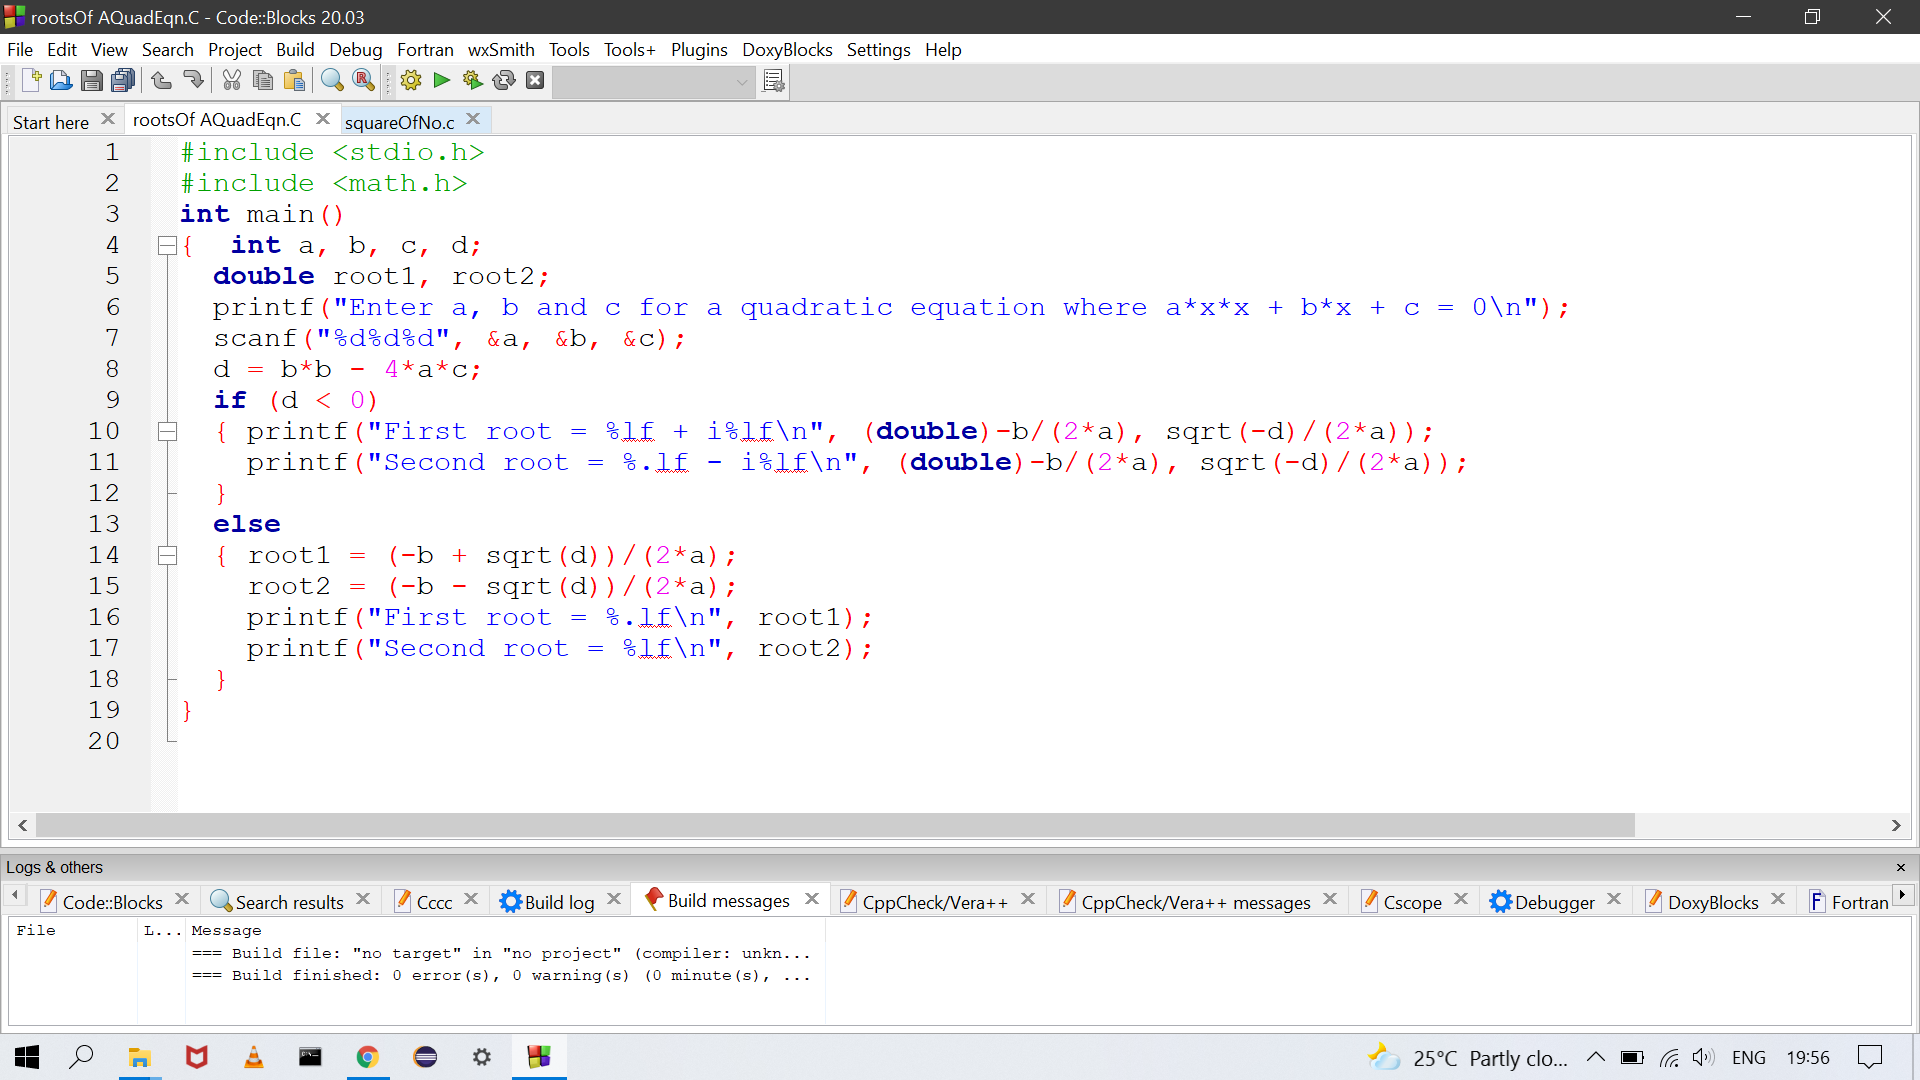 rootsOf AQuadEqn.C - Code::Blocks 20.03
File Edit View Search Project Build Debug Fortran wxSmith Tools Tools+ Plugins DoxyBlocks Settings Help
Start here rootsOf AQuadEqn.C squareOfNo.c
1 #include <stdio.h>
2 #include <math.h>
3 int main()
4 {  int a, b, c, d;
5 double root1, root2;
6 printf("Enter a, b and c for a quadratic equation where a*x*x + b*x + c = 0\n");
7 scanf("%d%d%d", &a, &b, &c);
8 d = b*b - 4*a*c;
9 if (d < 0)
10 { printf("First root = %lf + i%lf\n", (double)-b/(2*a), sqrt(-d)/(2*a));
11 printf("Second root = %.lf - i%lf\n", (double)-b/(2*a), sqrt(-d)/(2*a));
12 }
13 else
14 { root1 = (-b + sqrt(d))/(2*a);
15 root2 = (-b - sqrt(d))/(2*a);
16 printf("First root = %.lf\n", root1);
17 printf("Second root = %lf\n", root2);
18 }
19 }
20
Logs & others
Code::Blocks Search results Cccc Build log Build messages CppCheck/Vera++ CppCheck/Vera++ messages Cscope Debugger DoxyBlocks Fortran
File L... Message
=== Build file: "no target" in "no project" (compiler: unkn...
=== Build finished: 0 error(s), 0 warning(s) (0 minute(s), ...
25°C Partly clo... ENG 19:56